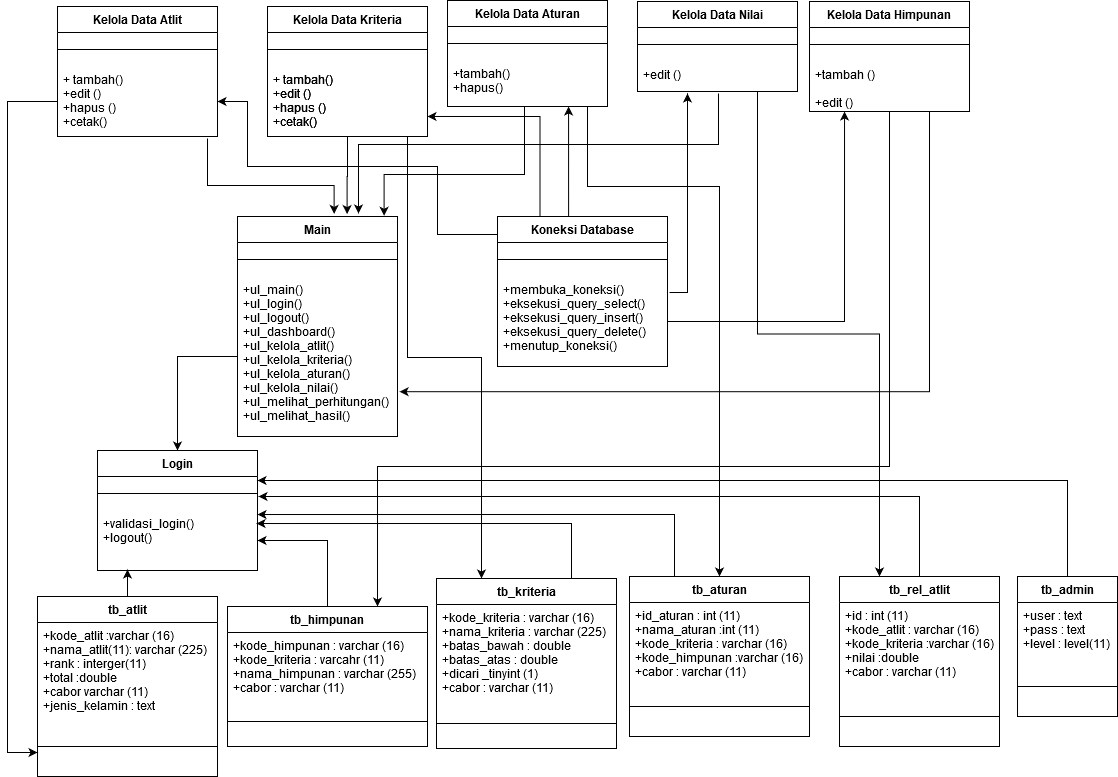 Kelola Data Atlit
+ tambah()
+edit ()
+hapus ()
+cetak()
Kelola Data Kriteria
+ tambah()
+edit ()
+hapus ()
+cetak()
Kelola Data Aturan
+tambah()
+hapus()
Kelola Data Nilai
+edit ()
Kelola Data Himpunan
+tambah ()
+edit ()
Main
+ul_main()
+ul_login()
+ul_logout()
+ul_dashboard()
+ul_kelola_atlit()
+ul_kelola_kriteria()
+ul_kelola_aturan()
+ul_kelola_nilai()
+ul_melihat_perhitungan()
+ul_melihat_hasil()
Koneksi Database
+membuka_koneksi()
+eksekusi_query_select()
+eksekusi_query_insert()
+eksekusi_query_delete()
+menutup_koneksi()
Login
+validasi_login()
+logout()
tb_atlit
+kode_atlit :varchar (16)
+nama_atlit(11): varchar (225)
+rank : interger(11)
+total :double
+cabor varchar (11)
+jenis_kelamin : text
tb_himpunan
+kode_himpunan : varchar (16)
+kode_kriteria : varcahr (11)
+nama_himpunan : varchar (255)
+cabor : varchar (11)
tb_kriteria
+kode_kriteria : varchar (16)
+nama_kriteria : varchar (225)
+batas_bawah : double
+batas_atas : double
+dicari _tinyint (1)
+cabor : varchar (11)
tb_aturan
+id_aturan : int (11)
+nama_aturan :int (11)
+kode_kriteria : varchar (16)
+kode_himpunan :varchar (16)
+cabor : varchar (11)
tb_rel_atlit
+id : int (11)
+kode_atlit : varchar (16)
+kode_kriteria :varchar (16)
+nilai :double
+cabor : varchar (11)
tb_admin
+user : text
+pass : text
+level : level(11)